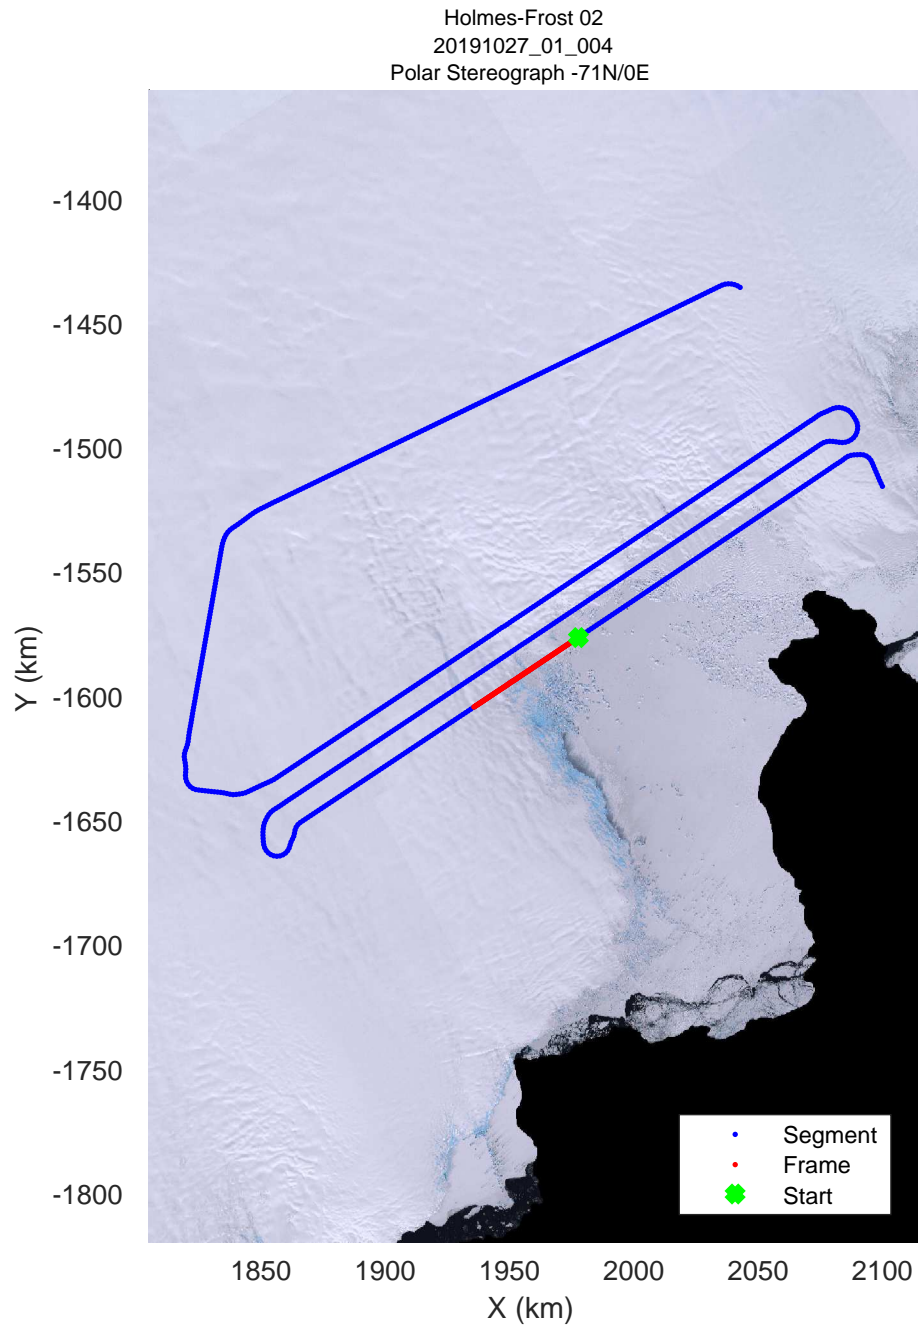 Holmes-Frost 02
20191027_01_004
Polar Stereograph -71N/0E
-1400
-1450
-1500
-1550
-1600
-1650
-1700
-1750
-1800
Y (km)
1850 1900 1950 2000 2050 2100
X (km)
Segment
Frame
Start